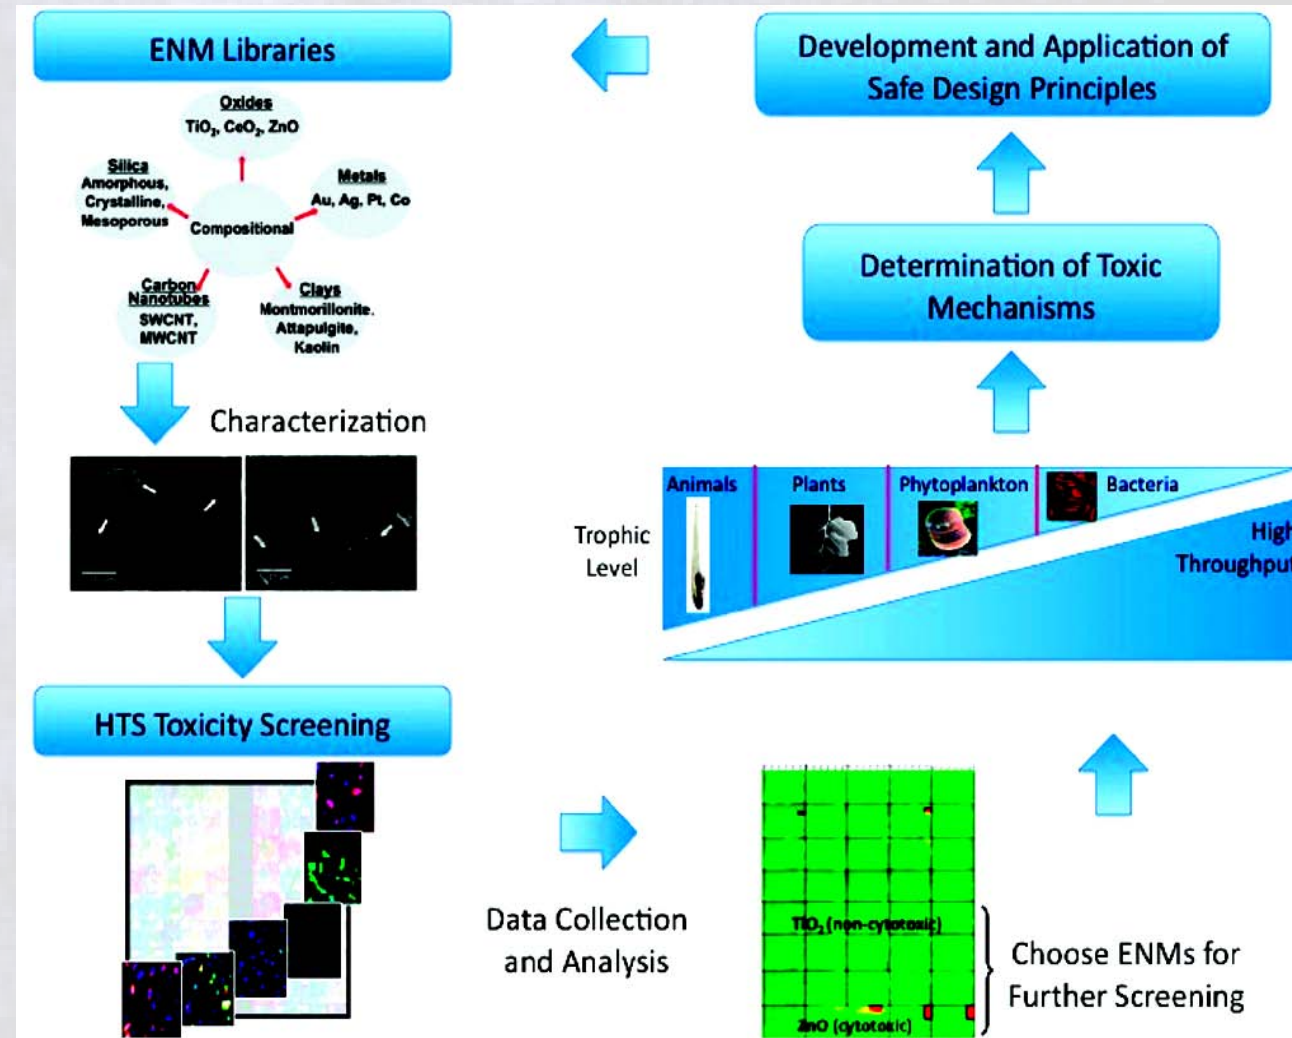 ENM Libraries
Oxides
TiO₂, CeO₂, ZnO
Silica
Amorphous,
Crystalline,
Mesoporous
Metals
Au, Ag, Pt, Co
Compositional
Carbon
Nanotubes
SWCNT,
MWCNT
Clays
Montmorillonite.
Attapulgite,
Kaolin
Characterization
HTS Toxicity Screening
Data Collection
and Analysis
TiO₂ (non-cytotoxic)
ZnO (cytotoxic)
Choose ENMs for
Further Screening
Trophic
Level
Animals
Plants
Phytoplankton
Bacteria
High
Throughput
Determination of Toxic
Mechanisms
Development and Application of
Safe Design Principles